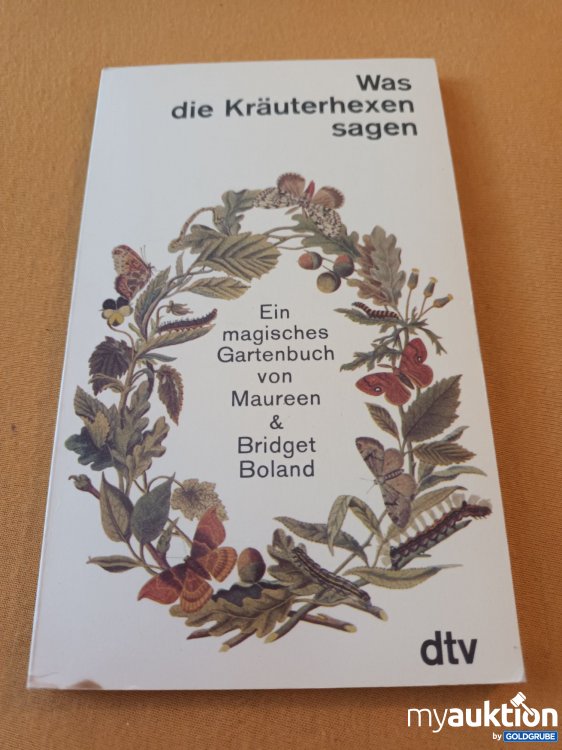 Was
die Kräuterhexen
sagen
Ein
magisches
Gartenbuch
von
Maureen
&
Bridget
Boland
dtv
myauktion
by GOLDGRUBE